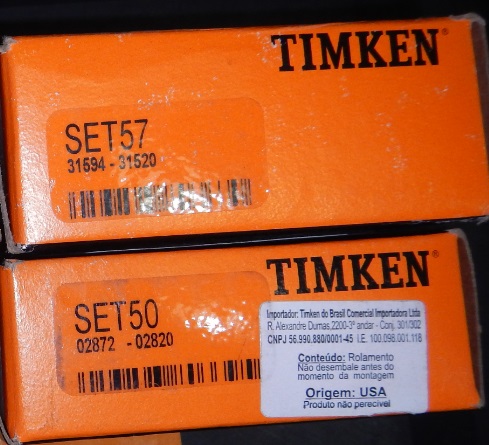 TIMKEN®
SET57
31594 - 31520
TIMKEN®
SET50
02872 - 02820
Importador: Timken do Brasil Comercial Importadora Ltda
R. Alexandre Dumas,2200-3º andar - Conj. 301/302
CNPJ 56.990.880/0001-45 I.E. 100.098.001.118
Conteúdo: Rolamento
Não desembale antes do
momento da montagem
Origem: USA
Produto não perecível